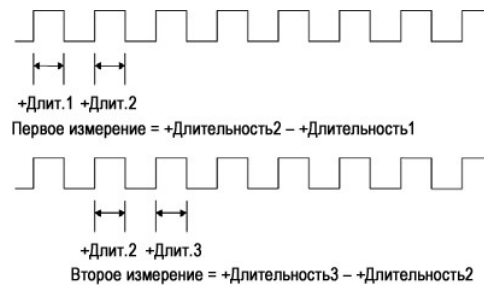 +Длит.1 +Длит.2
Первое измерение = +Длительность2 – +Длительность1
+Длит.2 +Длит.3
Второе измерение = +Длительность3 – +Длительность2